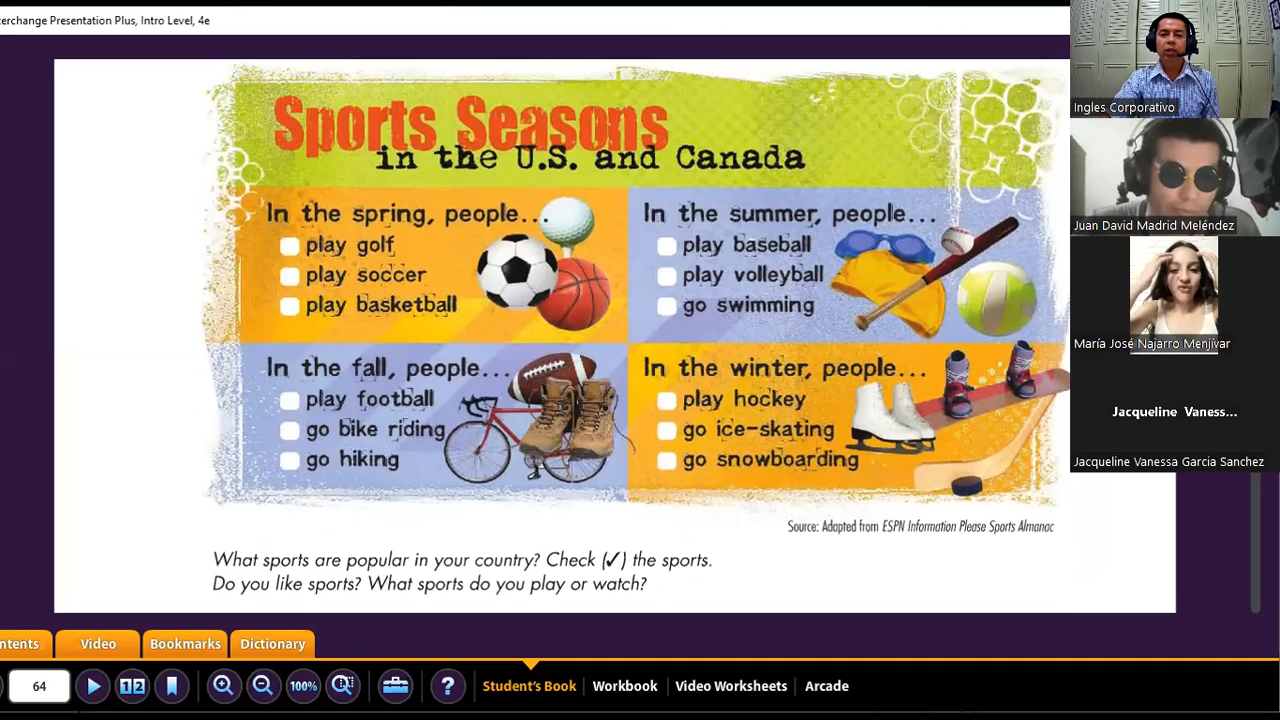 terchange Presentation Plus, Intro Level, 4e
Sports Seasons
in the U.S. and Canada
In the spring, people...
play golf
play soccer
play basketball
In the summer, people...
play baseball
play volleyball
go swimming
In the fall, people...
play football
go bike riding
go hiking
In the winter, people...
play hockey
go ice-skating
go snowboarding
Source: Adapted from ESPN Information Please Sports Almanac
What sports are popular in your country? Check (✓) the sports.
Do you like sports? What sports do you play or watch?
Ingles Corporativo
Juan David Madrid Meléndez
María José Najarro Menjívar
Jacqueline Vaness...
Jacqueline Vanessa Garcia Sanchez
ntents Video Bookmarks Dictionary
64 12 100% ? Student's Book Workbook Video Worksheets Arcade